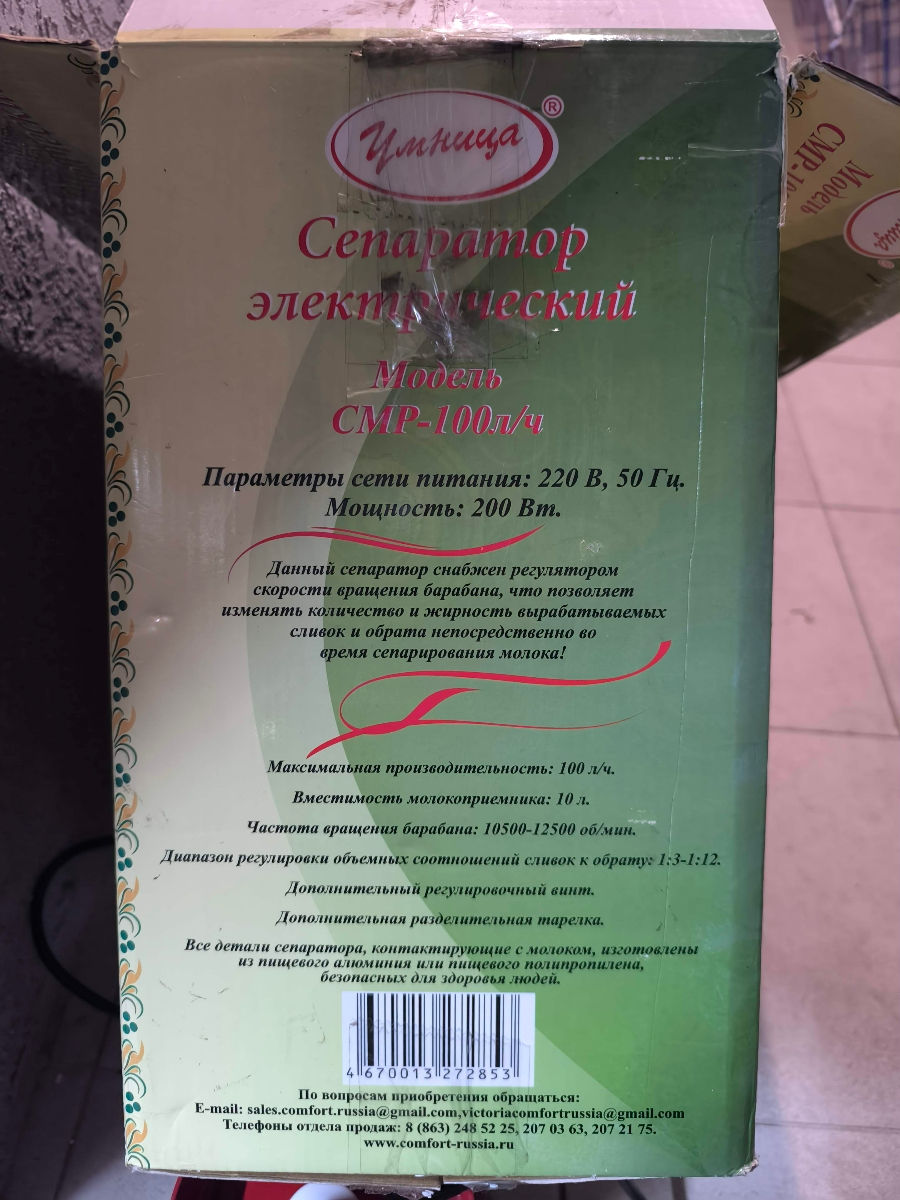 Умница®
Сепаратор
электрический
Модель
СМР-100л/ч
Параметры сети питания: 220 В, 50 Гц.
Мощность: 200 Вт.
Данный сепаратор снабжен регулятором
скорости вращения барабана, что позволяет
изменять количество и жирность вырабатываемых
сливок и обрата непосредственно во
время сепарирования молока!
Максимальная производительность: 100 л/ч.
Вместимость молокоприемника: 10 л.
Частота вращения барабана: 10500-12500 об/мин.
Диапазон регулировки объемных соотношений сливок к обрату: 1:3-1:12.
Дополнительный регулировочный винт.
Дополнительная разделительная тарелка.
Все детали сепаратора, контактирующие с молоком, изготовлены
из пищевого алюминия или пищевого полипропилена,
безопасных для здоровья людей.
4 670013 272853
По вопросам приобретения обращаться:
E-mail: sales.comfort.russia@gmail.com,victoriacomfortrussia@gmail.com
Телефоны отдела продаж: 8 (863) 248 52 25, 207 03 63, 207 21 75.
www.comfort-russia.ru
Модель
СМР-10